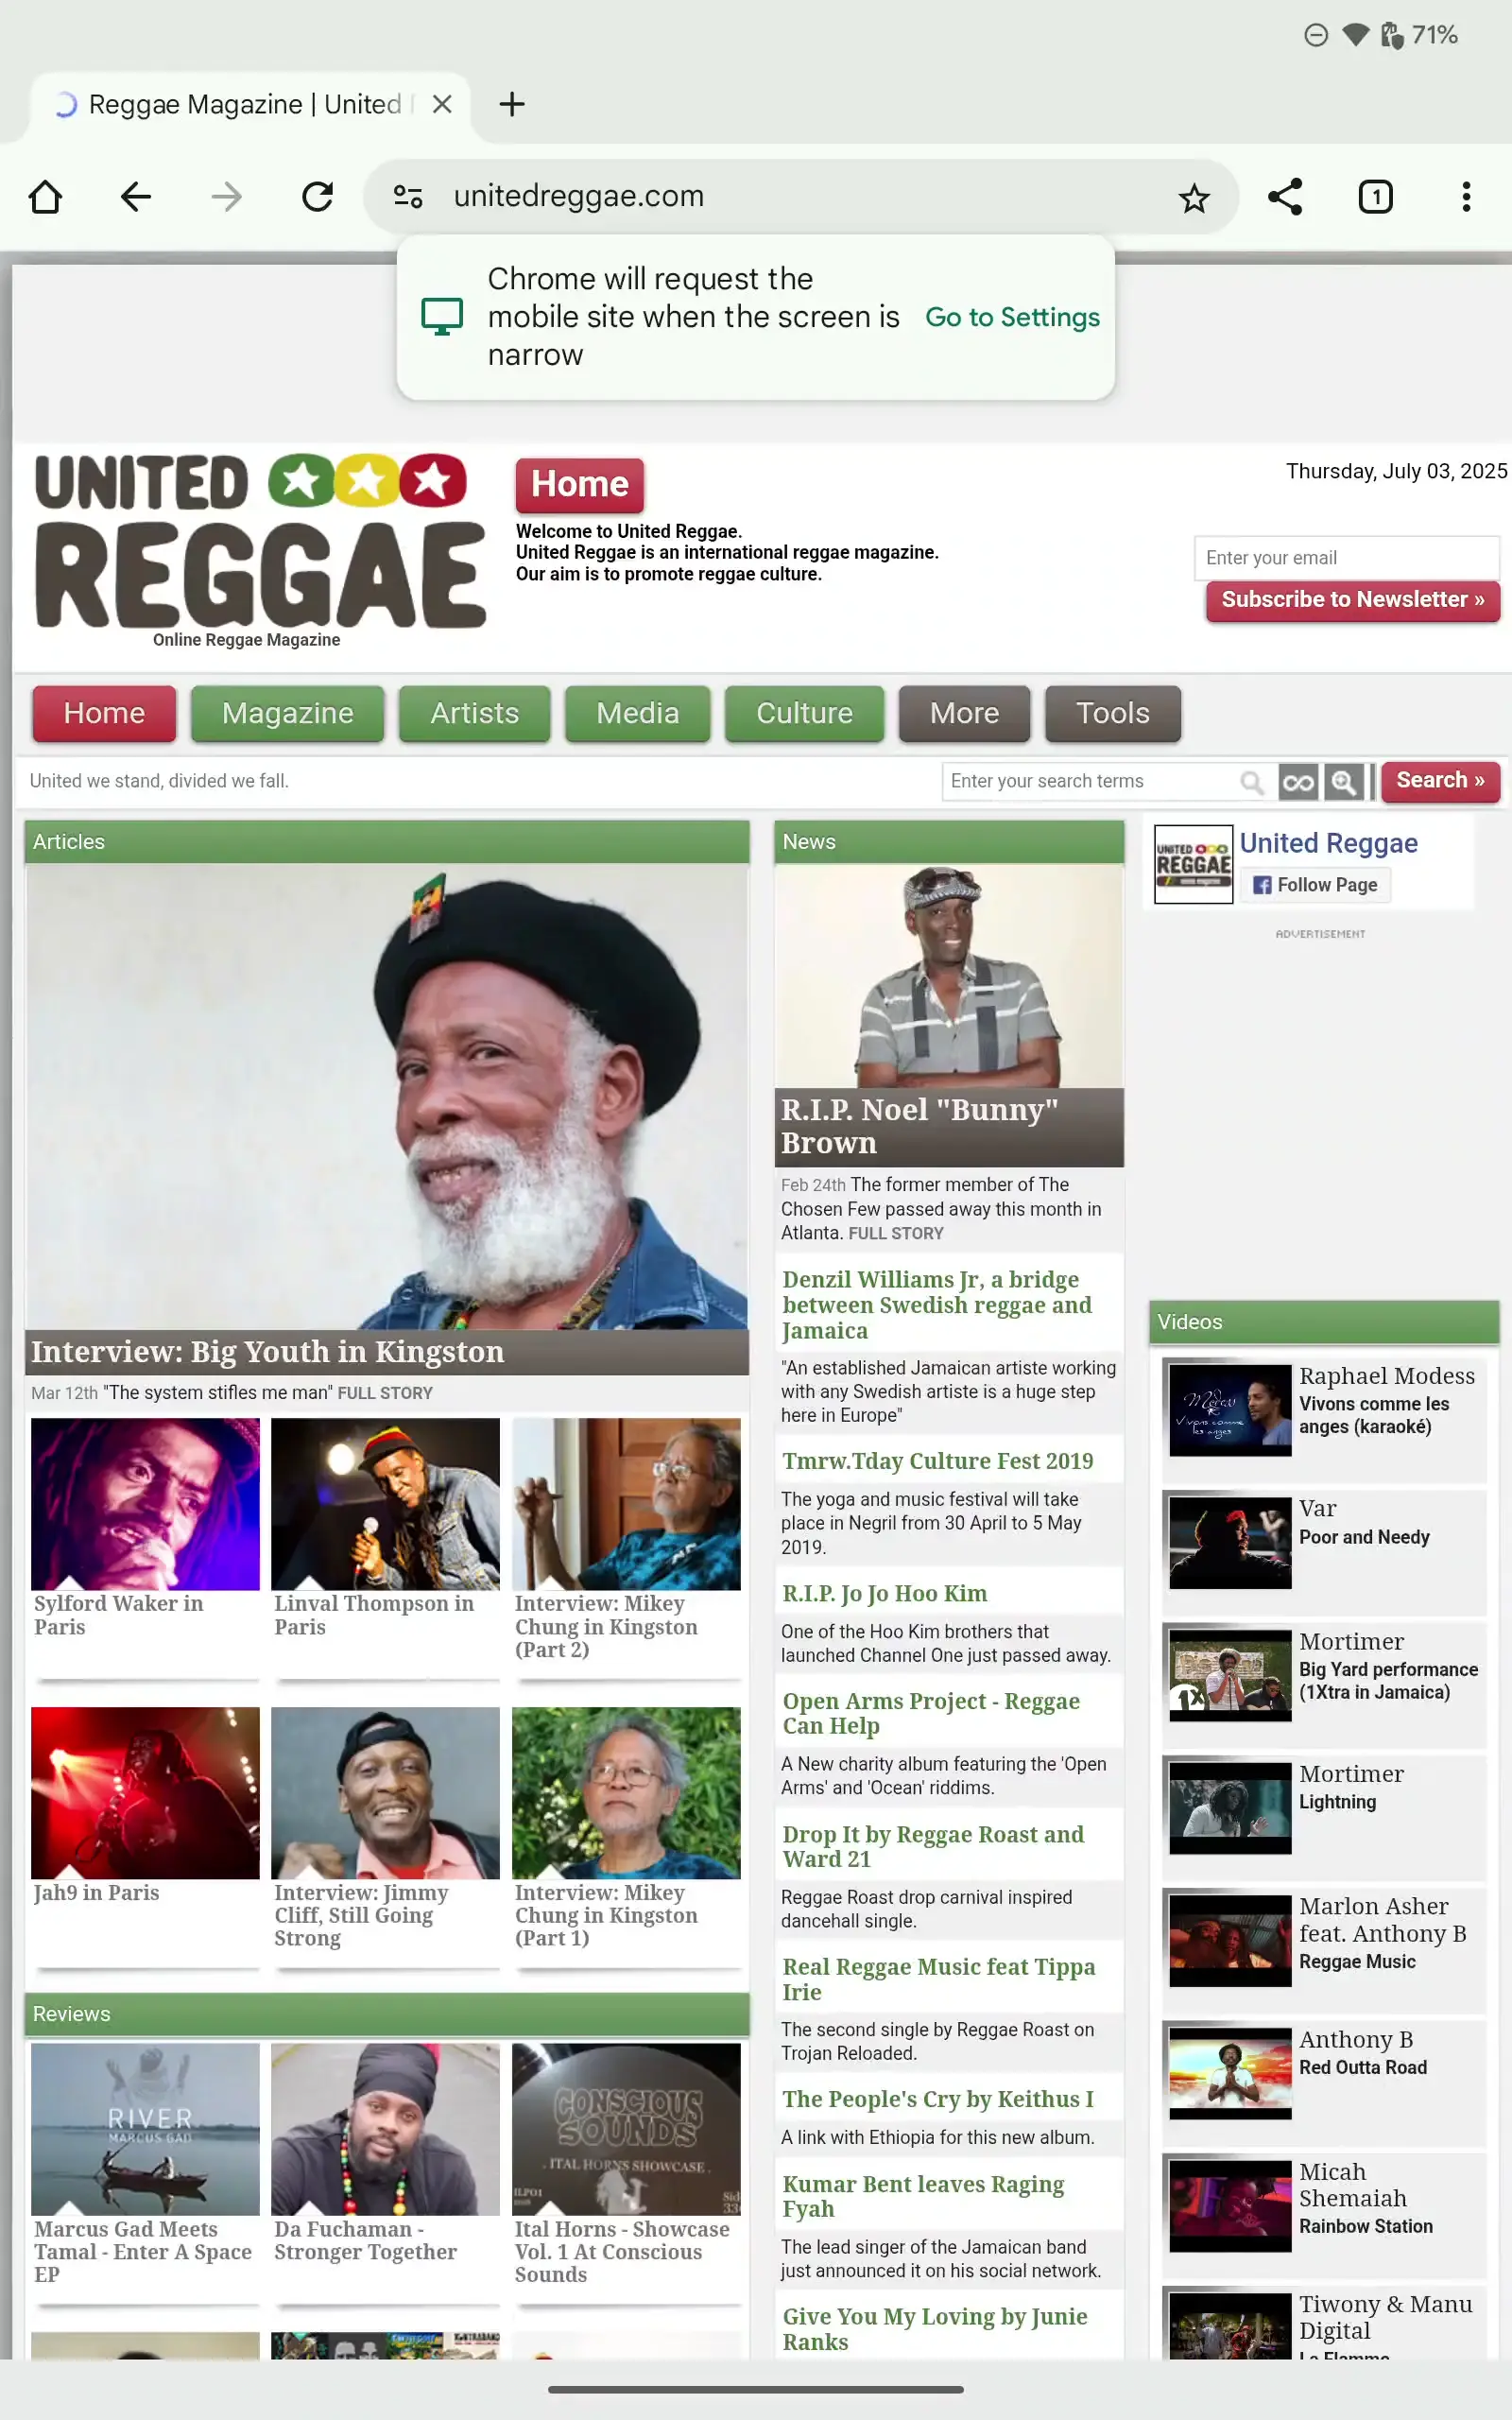 71%
Reggae Magazine | United
unitedreggae.com
1
Chrome will request the
mobile site when the screen is
narrow
Go to Settings
UNITED
REGGAE
Online Reggae Magazine
Home
Welcome to United Reggae.
United Reggae is an international reggae magazine.
Our aim is to promote reggae culture.
Thursday, July 03, 2025
Enter your email
Subscribe to Newsletter »
Home
Magazine
Artists
Media
Culture
More
Tools
United we stand, divided we fall.
Enter your search terms
Search »
Articles
Interview: Big Youth in Kingston
Mar 12th "The system stifles me man" FULL STORY
Sylford Waker in
Paris
Linval Thompson in
Paris
Interview: Mikey
Chung in Kingston
(Part 2)
Jah9 in Paris
Interview: Jimmy
Cliff, Still Going
Strong
Interview: Mikey
Chung in Kingston
(Part 1)
Reviews
RIVER
MARCUS GAD
CONSCIOUS
SOUNDS
. ITAL HORNS SHOWCASE .
Marcus Gad Meets
Tamal - Enter A Space
EP
Da Fuchaman -
Stronger Together
Ital Horns - Showcase
Vol. 1 At Conscious
Sounds
News
R.I.P. Noel "Bunny"
Brown
Feb 24th The former member of The
Chosen Few passed away this month in
Atlanta. FULL STORY
Denzil Williams Jr, a bridge
between Swedish reggae and
Jamaica
"An established Jamaican artiste working
with any Swedish artiste is a huge step
here in Europe"
Tmrw.Tday Culture Fest 2019
The yoga and music festival will take
place in Negril from 30 April to 5 May
2019.
R.I.P. Jo Jo Hoo Kim
One of the Hoo Kim brothers that
launched Channel One just passed away.
Open Arms Project - Reggae
Can Help
A New charity album featuring the 'Open
Arms' and 'Ocean' riddims.
Drop It by Reggae Roast and
Ward 21
Reggae Roast drop carnival inspired
dancehall single.
Real Reggae Music feat Tippa
Irie
The second single by Reggae Roast on
Trojan Reloaded.
The People's Cry by Keithus I
A link with Ethiopia for this new album.
Kumar Bent leaves Raging
Fyah
The lead singer of the Jamaican band
just announced it on his social network.
Give You My Loving by Junie
Ranks
UNITED
REGGAE
United Reggae
Follow Page
ADVERTISEMENT
Videos
Vivons comme
les anges
Raphael Modess
Vivons comme les
anges (karaoké)
Var
Poor and Needy
1X
Mortimer
Big Yard performance
(1Xtra in Jamaica)
Mortimer
Lightning
Marlon Asher
feat. Anthony B
Reggae Music
Anthony B
Red Outta Road
Micah
Shemaiah
Rainbow Station
Tiwony & Manu
Digital